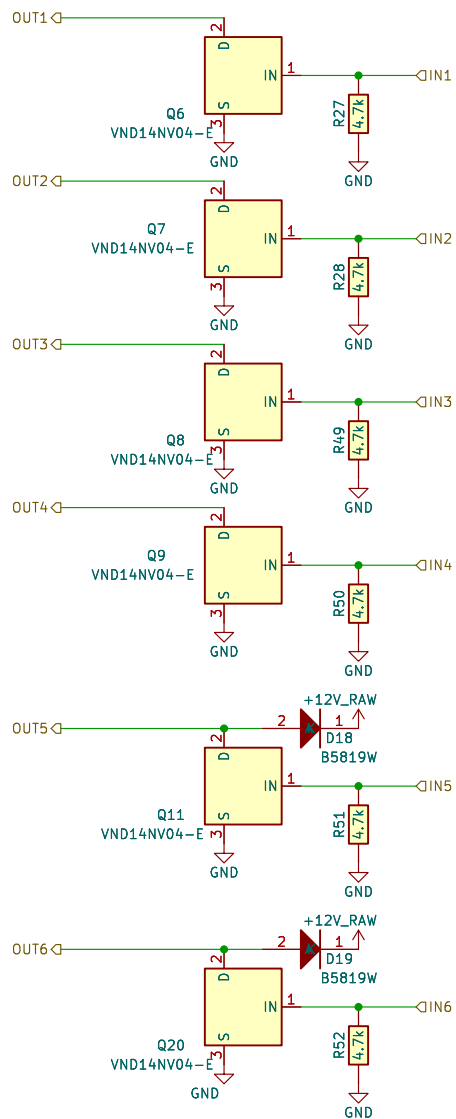 OUT1
2
D
IN
1
IN1
Q6
VND14NV04-E
S
3
GND
R27
4.7k
GND
OUT2
2
D
IN
1
IN2
Q7
VND14NV04-E
S
3
GND
R28
4.7k
GND
OUT3
2
D
IN
1
IN3
Q8
VND14NV04-E
S
3
GND
R49
4.7k
GND
OUT4
2
D
IN
1
IN4
Q9
VND14NV04-E
S
3
GND
R50
4.7k
GND
+12V_RAW
OUT5
2
A
K
1
D18
B5819W
2
D
IN
1
IN5
Q11
VND14NV04-E
S
3
GND
R51
4.7k
GND
+12V_RAW
OUT6
2
A
K
1
D19
B5819W
2
D
IN
1
IN6
Q20
VND14NV04-E
S
3
GND
R52
4.7k
GND